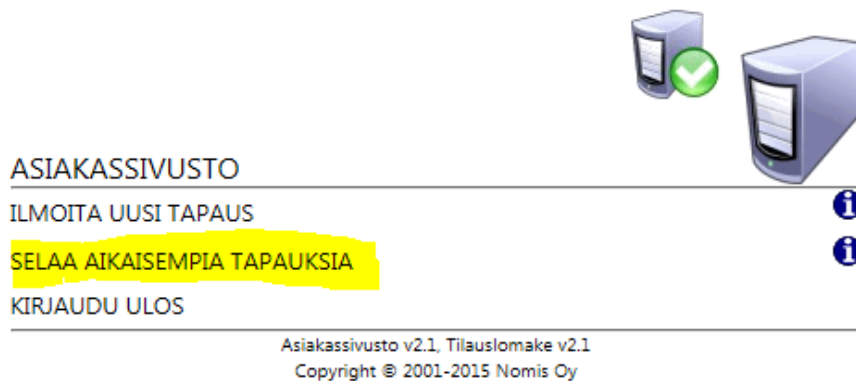 ASIAKASSIVUSTO
ILMOITA UUSI TAPAUS
SELAA AIKAISEMPIA TAPAUKSIA
KIRJAUDU ULOS
Asiakassivusto v2.1, Tilauslomake v2.1
Copyright © 2001-2015 Nomis Oy